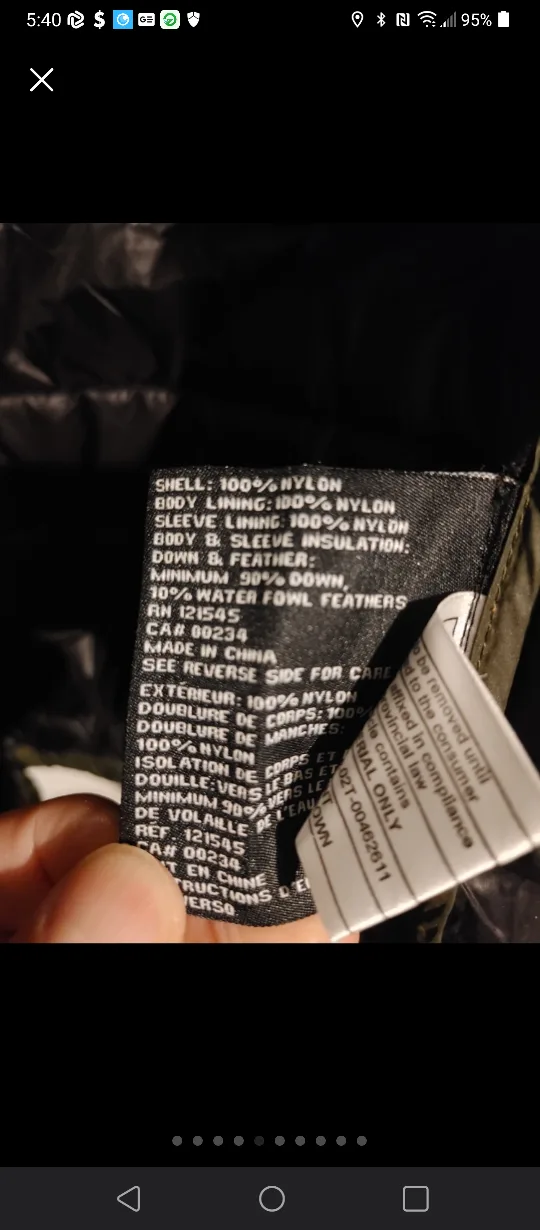 5:40
95%
SHELL: 100% NYLON
BODY LINING: 100% NYLON
SLEEVE LINING: 100% NYLON
BODY & SLEEVE INSULATION:
DOWN & FEATHER:
MINIMUM 90% DOWN,
10% WATER FOWL FEATHERS
RN 121545
CA# 00234
MADE IN CHINA
SEE REVERSE SIDE FOR CARE
EXTERIEUR: 100% NYLON
DOUBLURE DE CORPS: 100%
DOUBLURE DE MANCHES:
100% NYLON
ISOLATION DE CORPS ET
DOUILLE: VERS LE BAS ET
MINIMUM 90% VERS LE
DE VOLAILLE DE L'EAU
REF. 121545
CA# 00234
EN CHINE
VERSO
be removed until
to the consumer
affixed in compliance
provincial law
contains
RIAL ONLY
02T-00462611